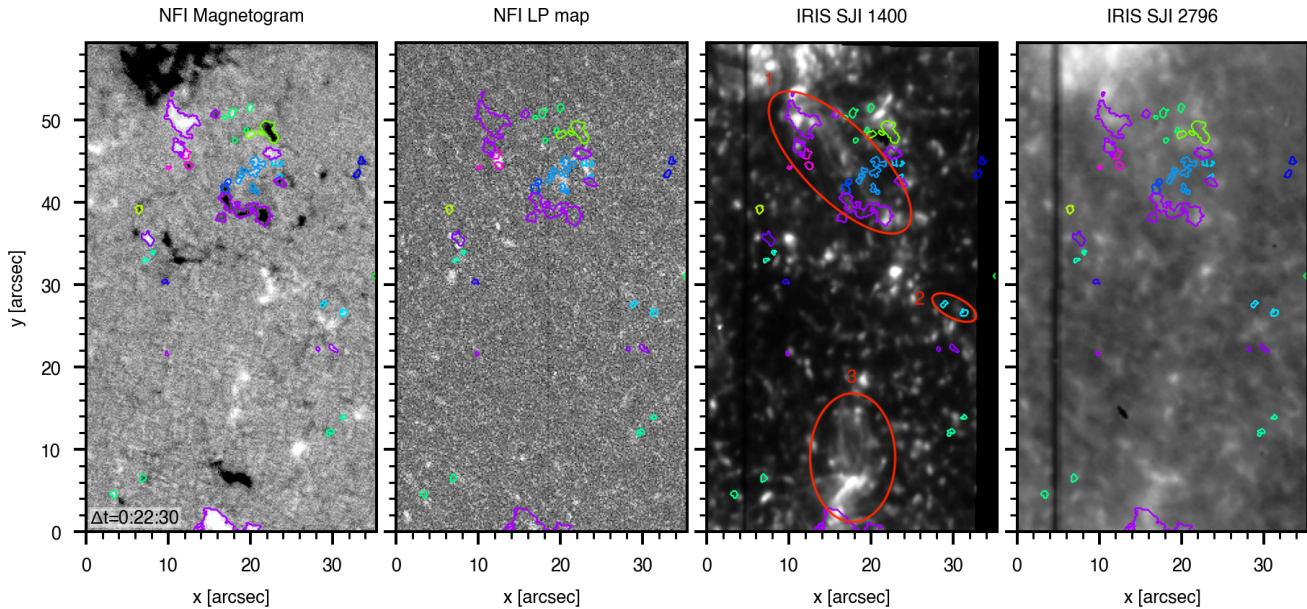 NFI Magnetogram NFI LP map IRIS SJI 1400 IRIS SJI 2796
1
50
40
30
2
20
3
10
Δt=0:22:30
0
y [arcsec]
0 10 20 30 0 10 20 30 0 10 20 30 0 10 20 30
x [arcsec] x [arcsec] x [arcsec] x [arcsec]